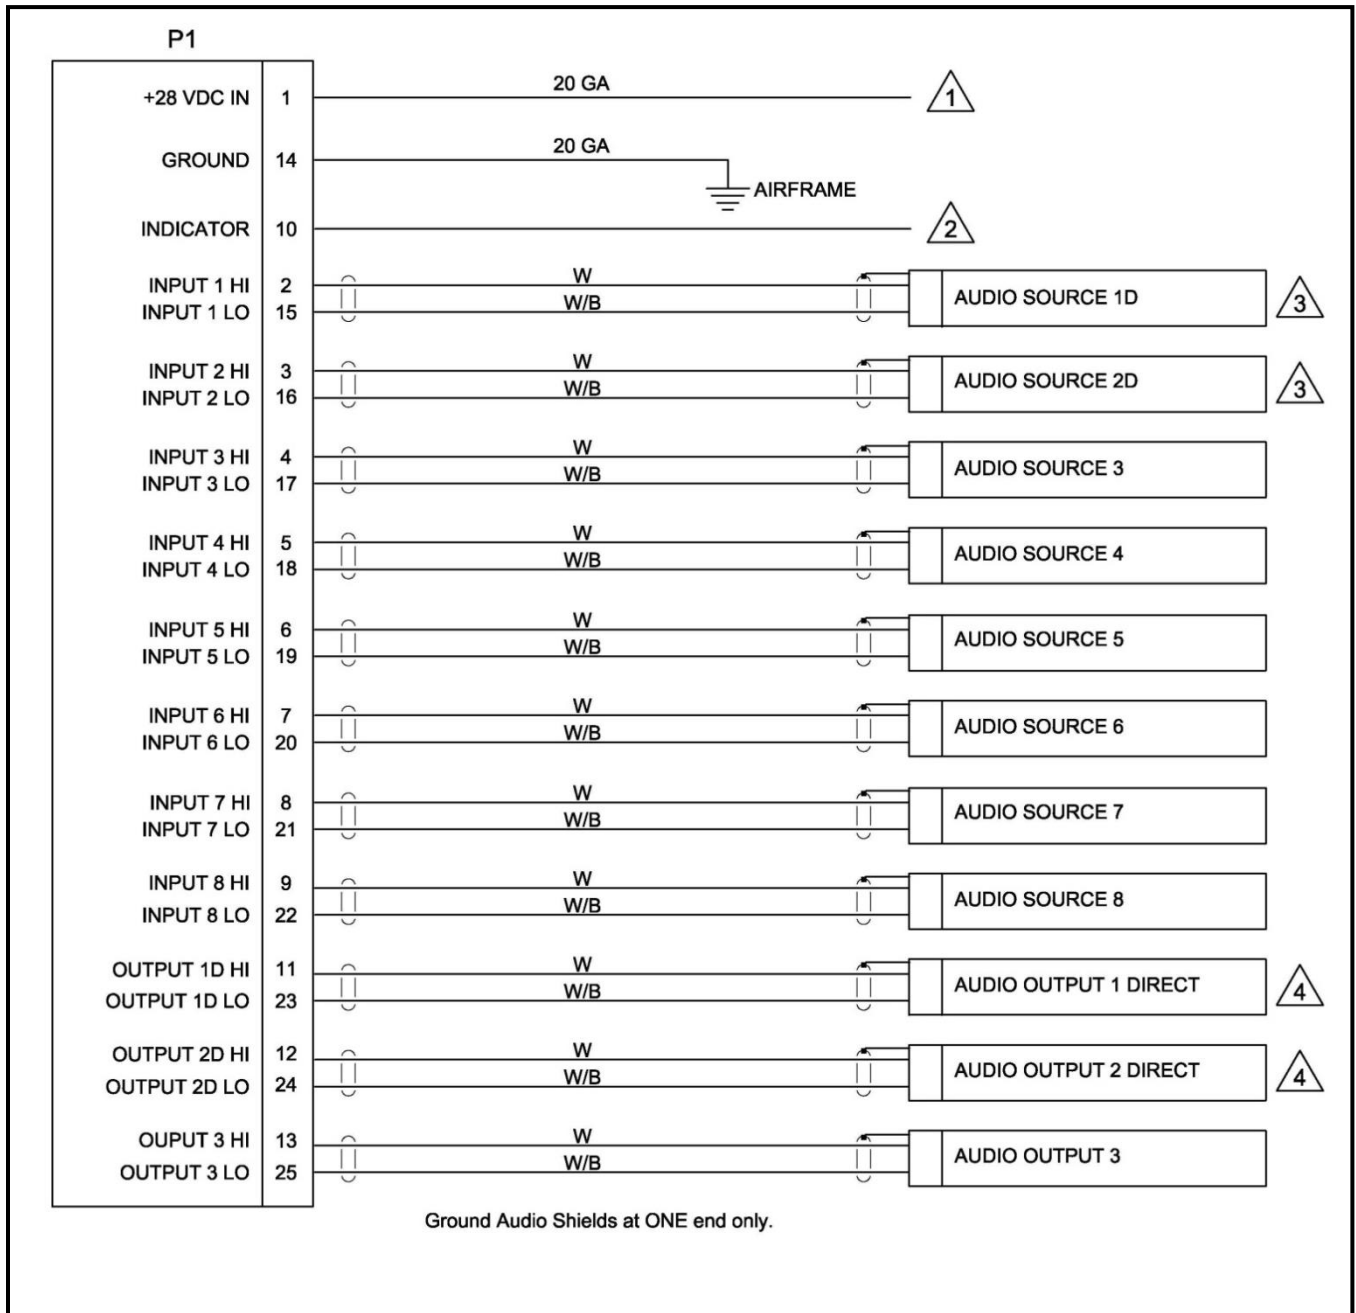 P1
+28 VDC IN 1 20 GA 1
GROUND 14 20 GA
AIRFRAME
INDICATOR 10 2
INPUT 1 HI 2 W
INPUT 1 LO 15 W/B
AUDIO SOURCE 1D 3
INPUT 2 HI 3 W
INPUT 2 LO 16 W/B
AUDIO SOURCE 2D 3
INPUT 3 HI 4 W
INPUT 3 LO 17 W/B
AUDIO SOURCE 3
INPUT 4 HI 5 W
INPUT 4 LO 18 W/B
AUDIO SOURCE 4
INPUT 5 HI 6 W
INPUT 5 LO 19 W/B
AUDIO SOURCE 5
INPUT 6 HI 7 W
INPUT 6 LO 20 W/B
AUDIO SOURCE 6
INPUT 7 HI 8 W
INPUT 7 LO 21 W/B
AUDIO SOURCE 7
INPUT 8 HI 9 W
INPUT 8 LO 22 W/B
AUDIO SOURCE 8
OUTPUT 1D HI 11 W
OUTPUT 1D LO 23 W/B
AUDIO OUTPUT 1 DIRECT 4
OUTPUT 2D HI 12 W
OUTPUT 2D LO 24 W/B
AUDIO OUTPUT 2 DIRECT 4
OUPUT 3 HI 13 W
OUTPUT 3 LO 25 W/B
AUDIO OUTPUT 3
Ground Audio Shields at ONE end only.